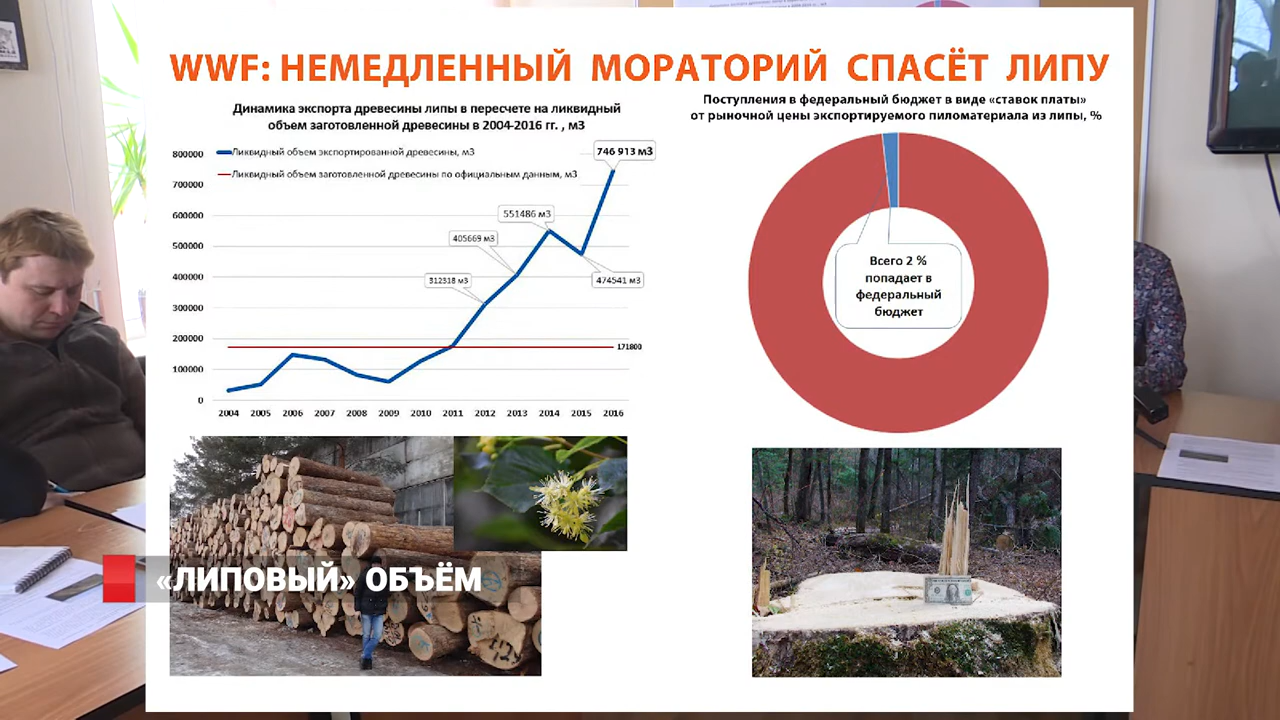 WWF: НЕМЕДЛЕННЫЙ МОРАТОРИЙ СПАСЁТ ЛИПУ
Динамика экспорта древесины липы в пересчете на ликвидный
объем заготовленной древесины в 2004-2016 гг. , м3
Ликвидный объем экспортированной древесины, м3
Ликвидный объем заготовленной древесины по официальным данным, м3
800000
700000
600000
500000
400000
300000
200000
100000
0
746 913 м3
551486 м3
405669 м3
312318 м3
474541 м3
171800
2004 2005 2006 2007 2008 2009 2010 2011 2012 2013 2014 2015 2016
Поступления в федеральный бюджет в виде «ставок платы»
от рыночной цены экспортируемого пиломатериала из липы, %
Всего 2 %
попадает в
федеральный
бюджет
«ЛИПОВЫЙ» ОБЪЁМ